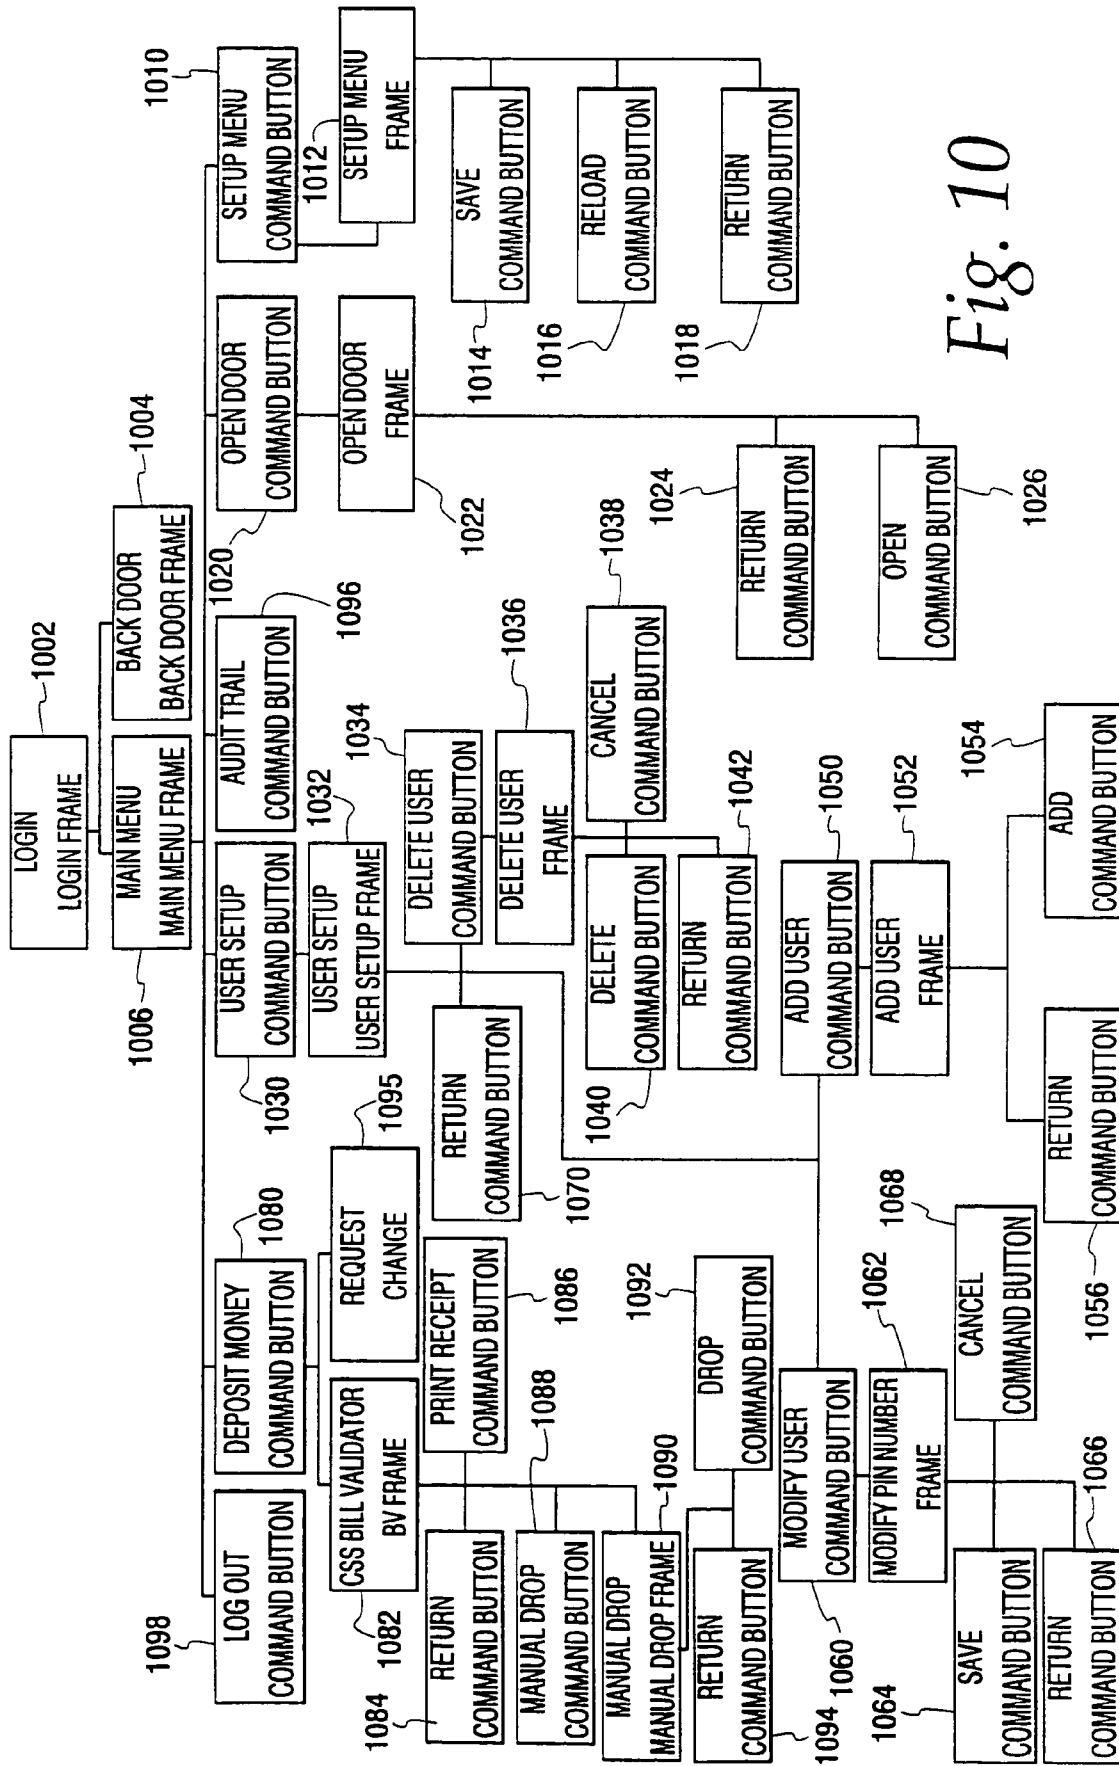 LOGIN
LOGIN FRAME
1002
MAIN MENU
MAIN MENU FRAME
1006
BACK DOOR
BACK DOOR FRAME
1004
LOG OUT
COMMAND BUTTON
1098
DEPOSIT MONEY
COMMAND BUTTON
1080
USER SETUP
COMMAND BUTTON
1030
AUDIT TRAIL
COMMAND BUTTON
1096
OPEN DOOR
COMMAND BUTTON
1020
SETUP MENU
COMMAND BUTTON
1010
CSS BILL VALIDATOR
BV FRAME
1082
REQUEST
CHANGE
1095
USER SETUP
USER SETUP FRAME
1032
OPEN DOOR
FRAME
1022
SETUP MENU
FRAME
1012
RETURN
COMMAND BUTTON
1084
PRINT RECEIPT
COMMAND BUTTON
1086
RETURN
COMMAND BUTTON
1070
DELETE USER
COMMAND BUTTON
1034
SAVE
COMMAND BUTTON
1014
MANUAL DROP
COMMAND BUTTON
1088
DELETE USER
FRAME
1036
RELOAD
COMMAND BUTTON
1016
MANUAL DROP
MANUAL DROP FRAME
1090
DELETE
COMMAND BUTTON
1040
CANCEL
COMMAND BUTTON
1038
RETURN
COMMAND BUTTON
1042
RETURN
COMMAND BUTTON
1018
RETURN
COMMAND BUTTON
1094
DROP
COMMAND BUTTON
1092
RETURN
COMMAND BUTTON
1024
MODIFY USER
COMMAND BUTTON
1060
ADD USER
COMMAND BUTTON
1050
OPEN
COMMAND BUTTON
1026
MODIFY PIN NUMBER
FRAME
1062
ADD USER
FRAME
1052
SAVE
COMMAND BUTTON
1064
CANCEL
COMMAND BUTTON
1068
RETURN
COMMAND BUTTON
1066
RETURN
COMMAND BUTTON
1056
ADD
COMMAND BUTTON
1054
Fig. 10